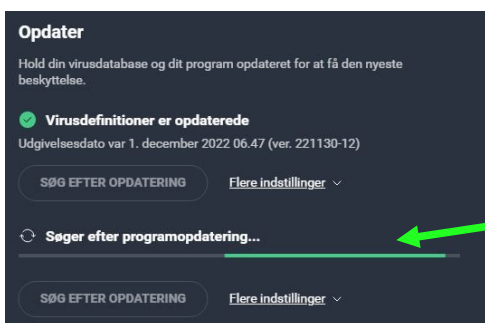 Opdater
Hold din virusdatabase og dit program opdateret for at få den nyeste
beskyttelse.
Virusdefinitioner er opdaterede
Udgivelsesdato var 1. december 2022 06.47 (ver. 221130-12)
SØG EFTER OPDATERING
Flere indstillinger
Søger efter programopdatering...
SØG EFTER OPDATERING
Flere indstillinger